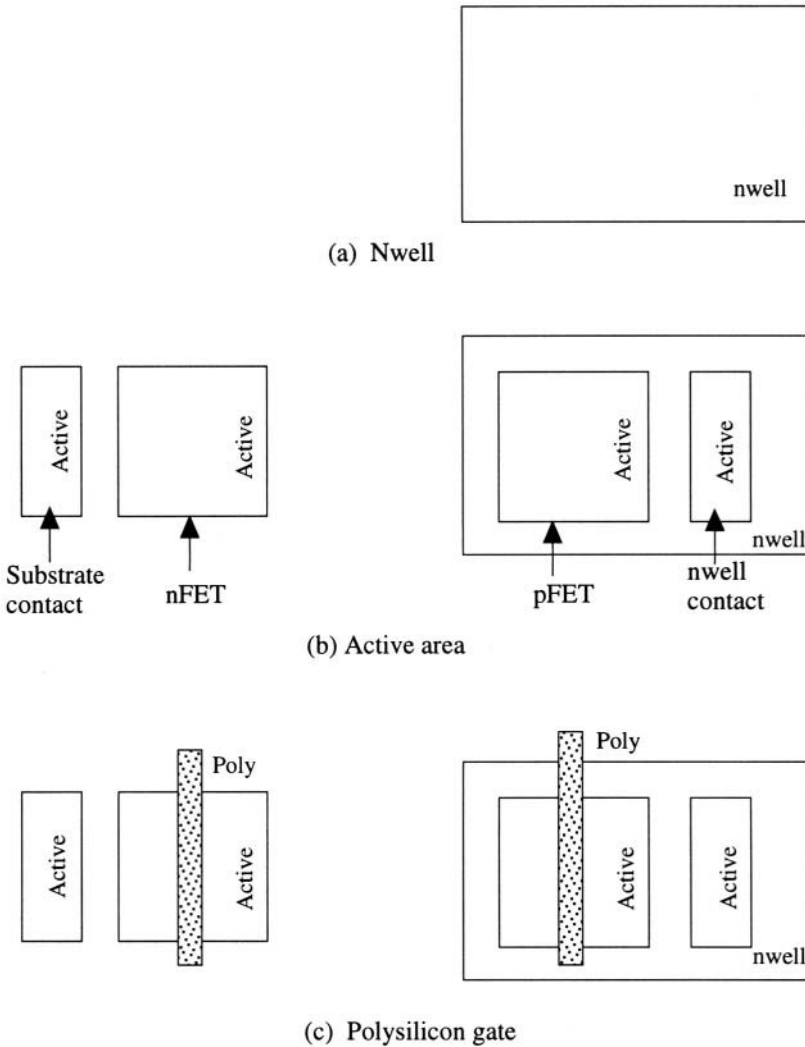 nwell
(a) Nwell
Active
Active
Active
Active
nwell
Substrate
contact
nFET
pFET
nwell
contact
(b) Active area
Poly
Poly
Active
Active
Active
Active
nwell
(c) Polysilicon gate